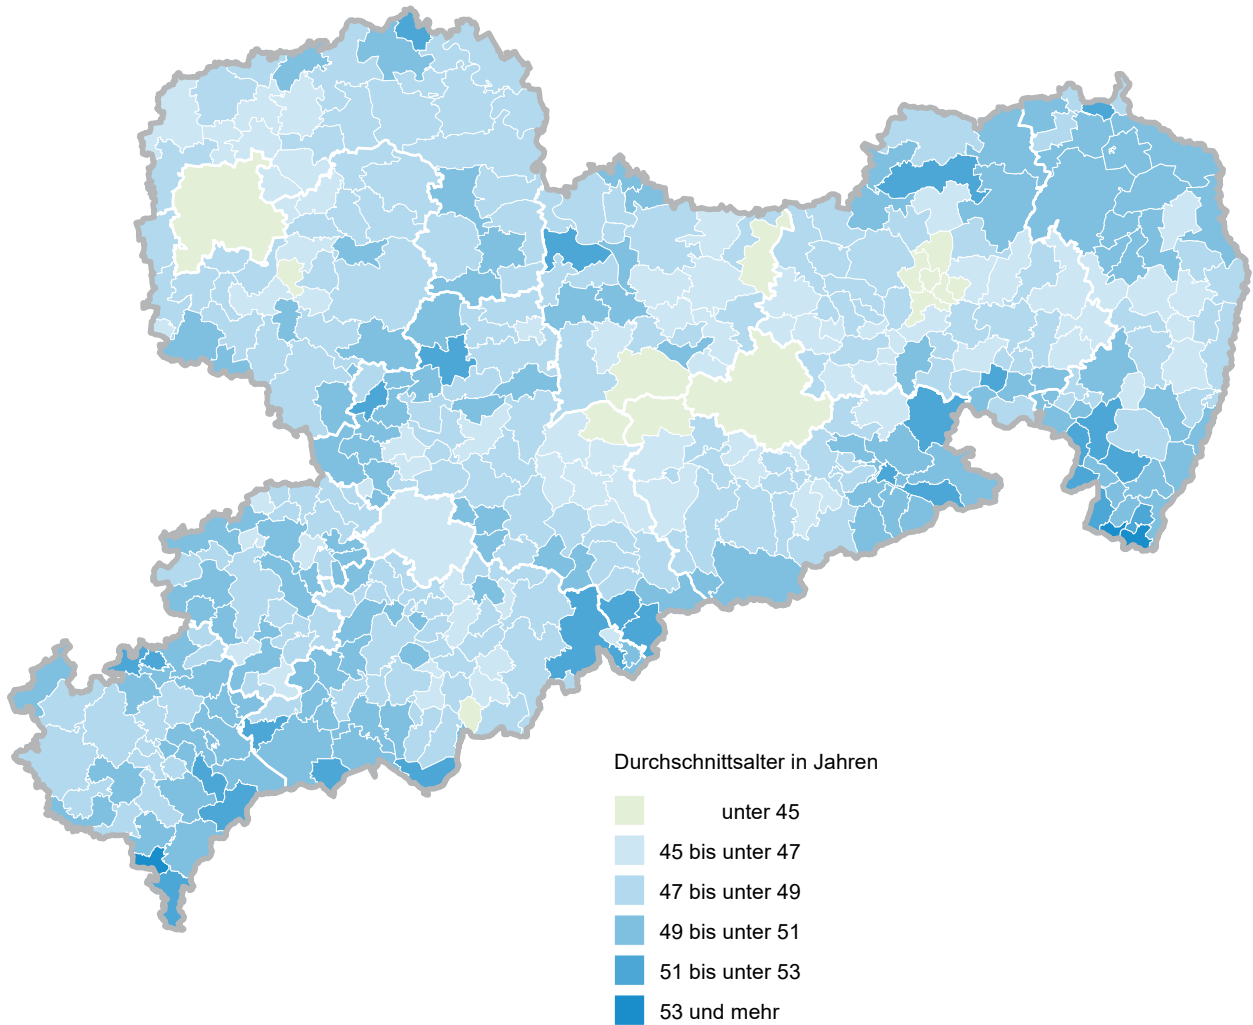 Durchschnittsalter in Jahren
unter 45
45 bis unter 47
47 bis unter 49
49 bis unter 51
51 bis unter 53
53 und mehr